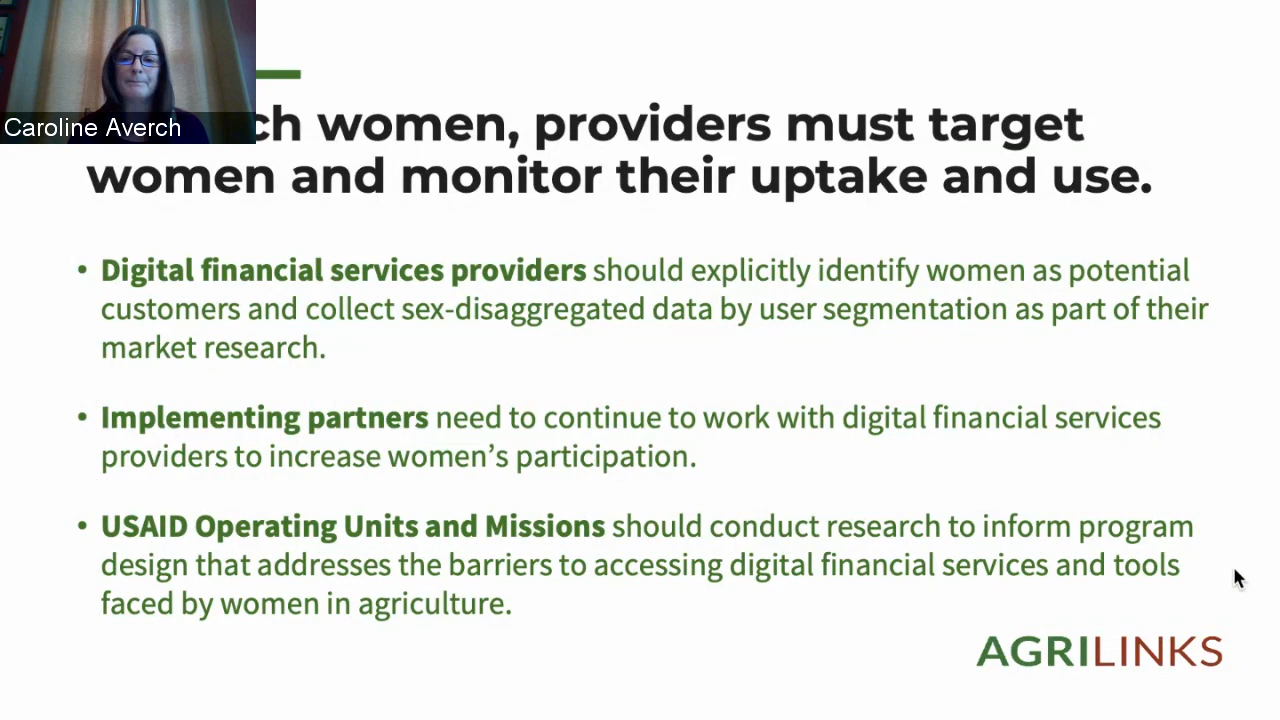 Caroline Averch
ch women, providers must target
women and monitor their uptake and use.
• Digital financial services providers should explicitly identify women as potential
customers and collect sex-disaggregated data by user segmentation as part of their
market research.
• Implementing partners need to continue to work with digital financial services
providers to increase women’s participation.
• USAID Operating Units and Missions should conduct research to inform program
design that addresses the barriers to accessing digital financial services and tools
faced by women in agriculture.
AGRILINKS